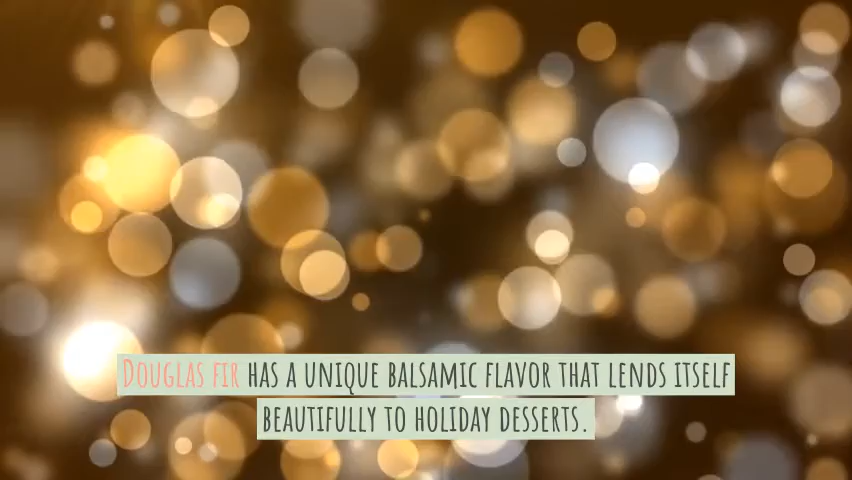 Douglas fir has a unique balsamic flavor that lends itself
beautifully to holiday desserts.